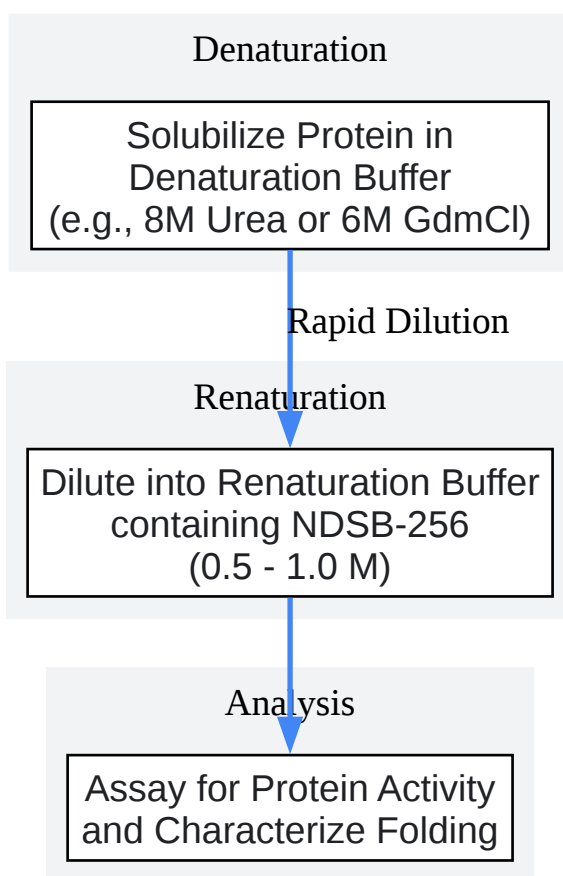 Denaturation
Solubilize Protein in
Denaturation Buffer
(e.g., 8M Urea or 6M GdmCl)
Rapid Dilution
Renaturation
Dilute into Renaturation Buffer
containing NDSB-256
(0.5 - 1.0 M)
Analysis
Assay for Protein Activity
and Characterize Folding